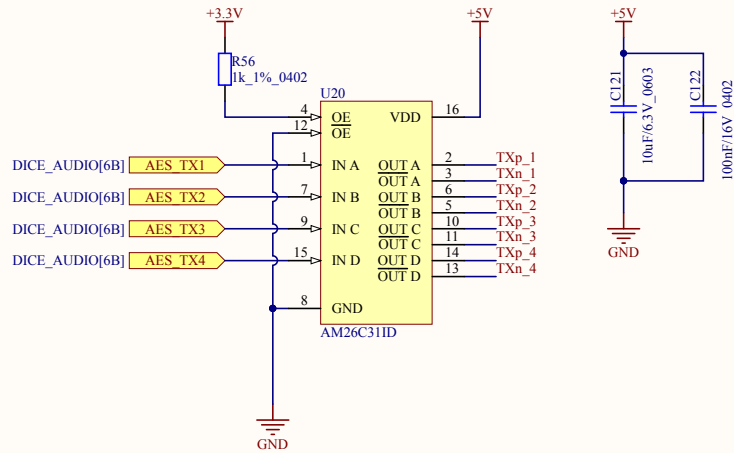 +3.3V
+5V
+5V
R56
1k_1%_0402
U20
4 OE VDD 16
12 OE
DICE_AUDIO[6B] AES_TX1 1 IN A OUT A 2 TXp_1
OUT A 3 TXn_1
DICE_AUDIO[6B] AES_TX2 7 IN B OUT B 6 TXp_2
OUT B 5 TXn_2
DICE_AUDIO[6B] AES_TX3 9 IN C OUT C 10 TXp_3
OUT C 11 TXn_3
DICE_AUDIO[6B] AES_TX4 15 IN D OUT D 14 TXp_4
OUT D 13 TXn_4
8 GND
AM26C31ID
GND
C121
10uF/6.3V_0603
C122
100nF/16V_0402
GND